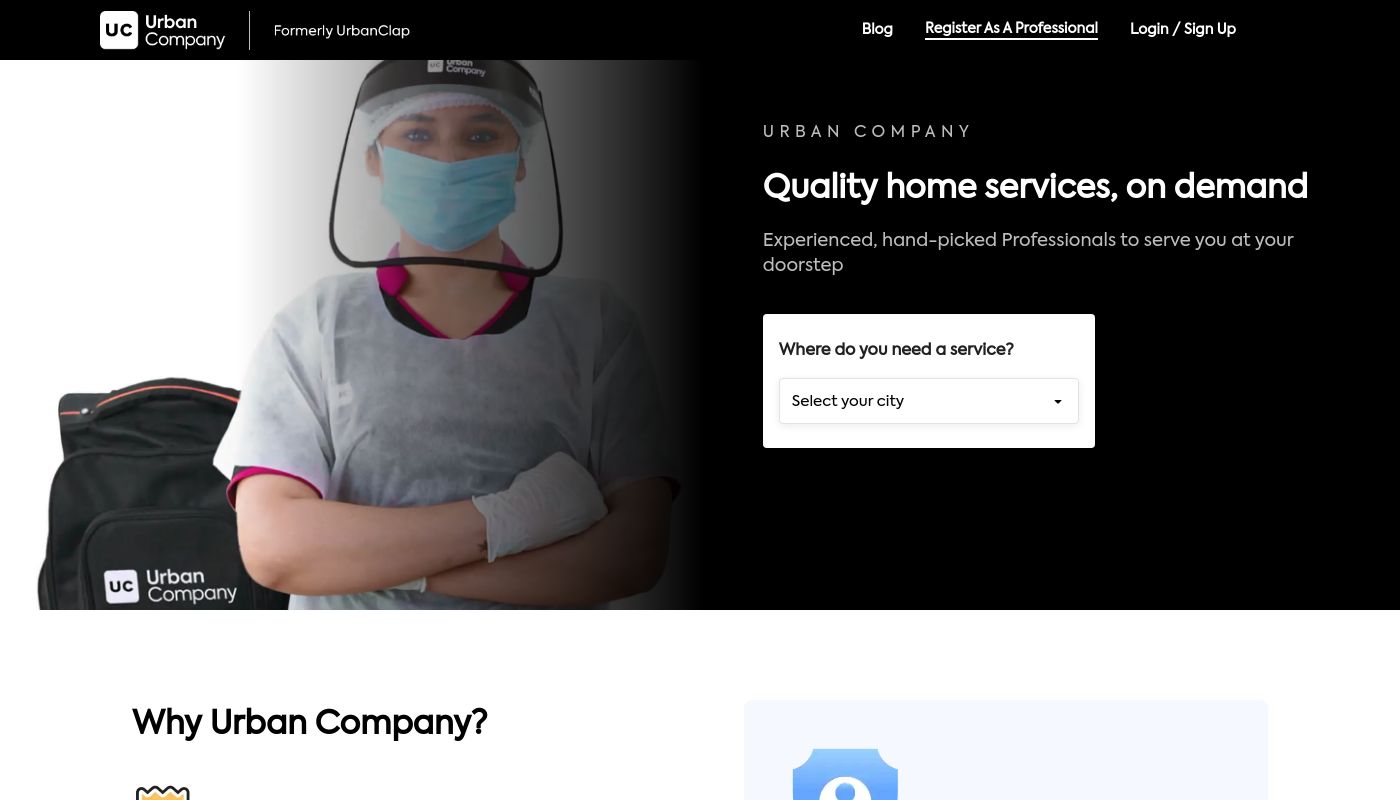 UC Urban Company
Formerly UrbanClap
Blog
Register As A Professional
Login / Sign Up
UC Urban Company
URBAN COMPANY
Quality home services, on demand
Experienced, hand-picked Professionals to serve you at your
doorstep
Where do you need a service?
Select your city
UC Urban
Company
Why Urban Company?